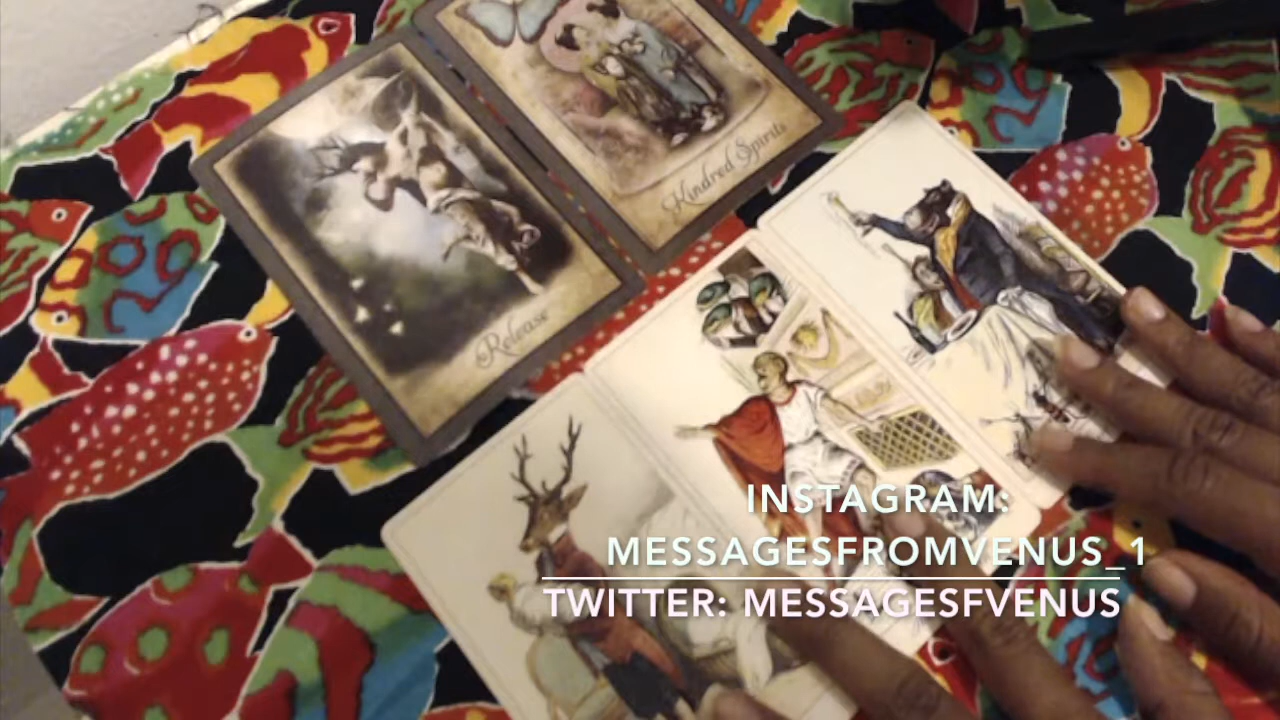 Kindred Spirits
Release
INSTAGRAM:
MESSAGESFROMVENUS_1
TWITTER: MESSAGESFVENUS